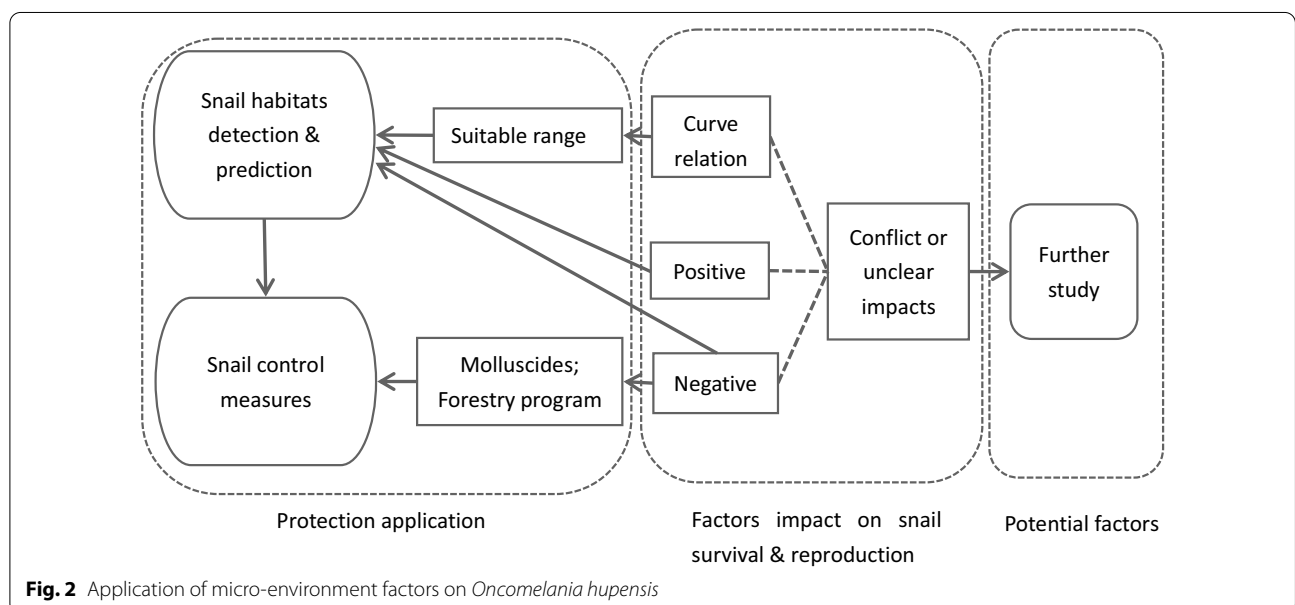 Snail habitats
detection &
prediction
Suitable range
Curve
relation
Positive
Conflict or
unclear
impacts
Further
study
Snail control
measures
Molluscides;
Forestry program
Negative
Protection application
Factors impact on snail
survival & reproduction
Potential factors
Fig. 2 Application of micro-environment factors on Oncomelania hupensis